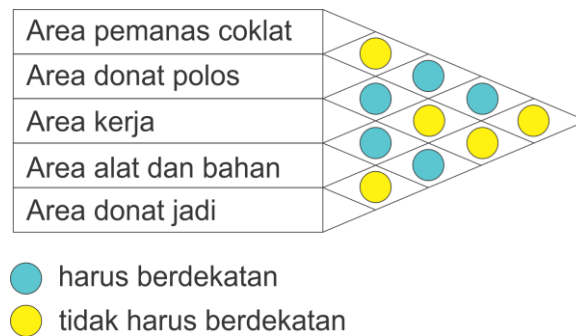 Area pemanas coklat
Area donat polos
Area kerja
Area alat dan bahan
Area donat jadi
harus berdekatan
tidak harus berdekatan